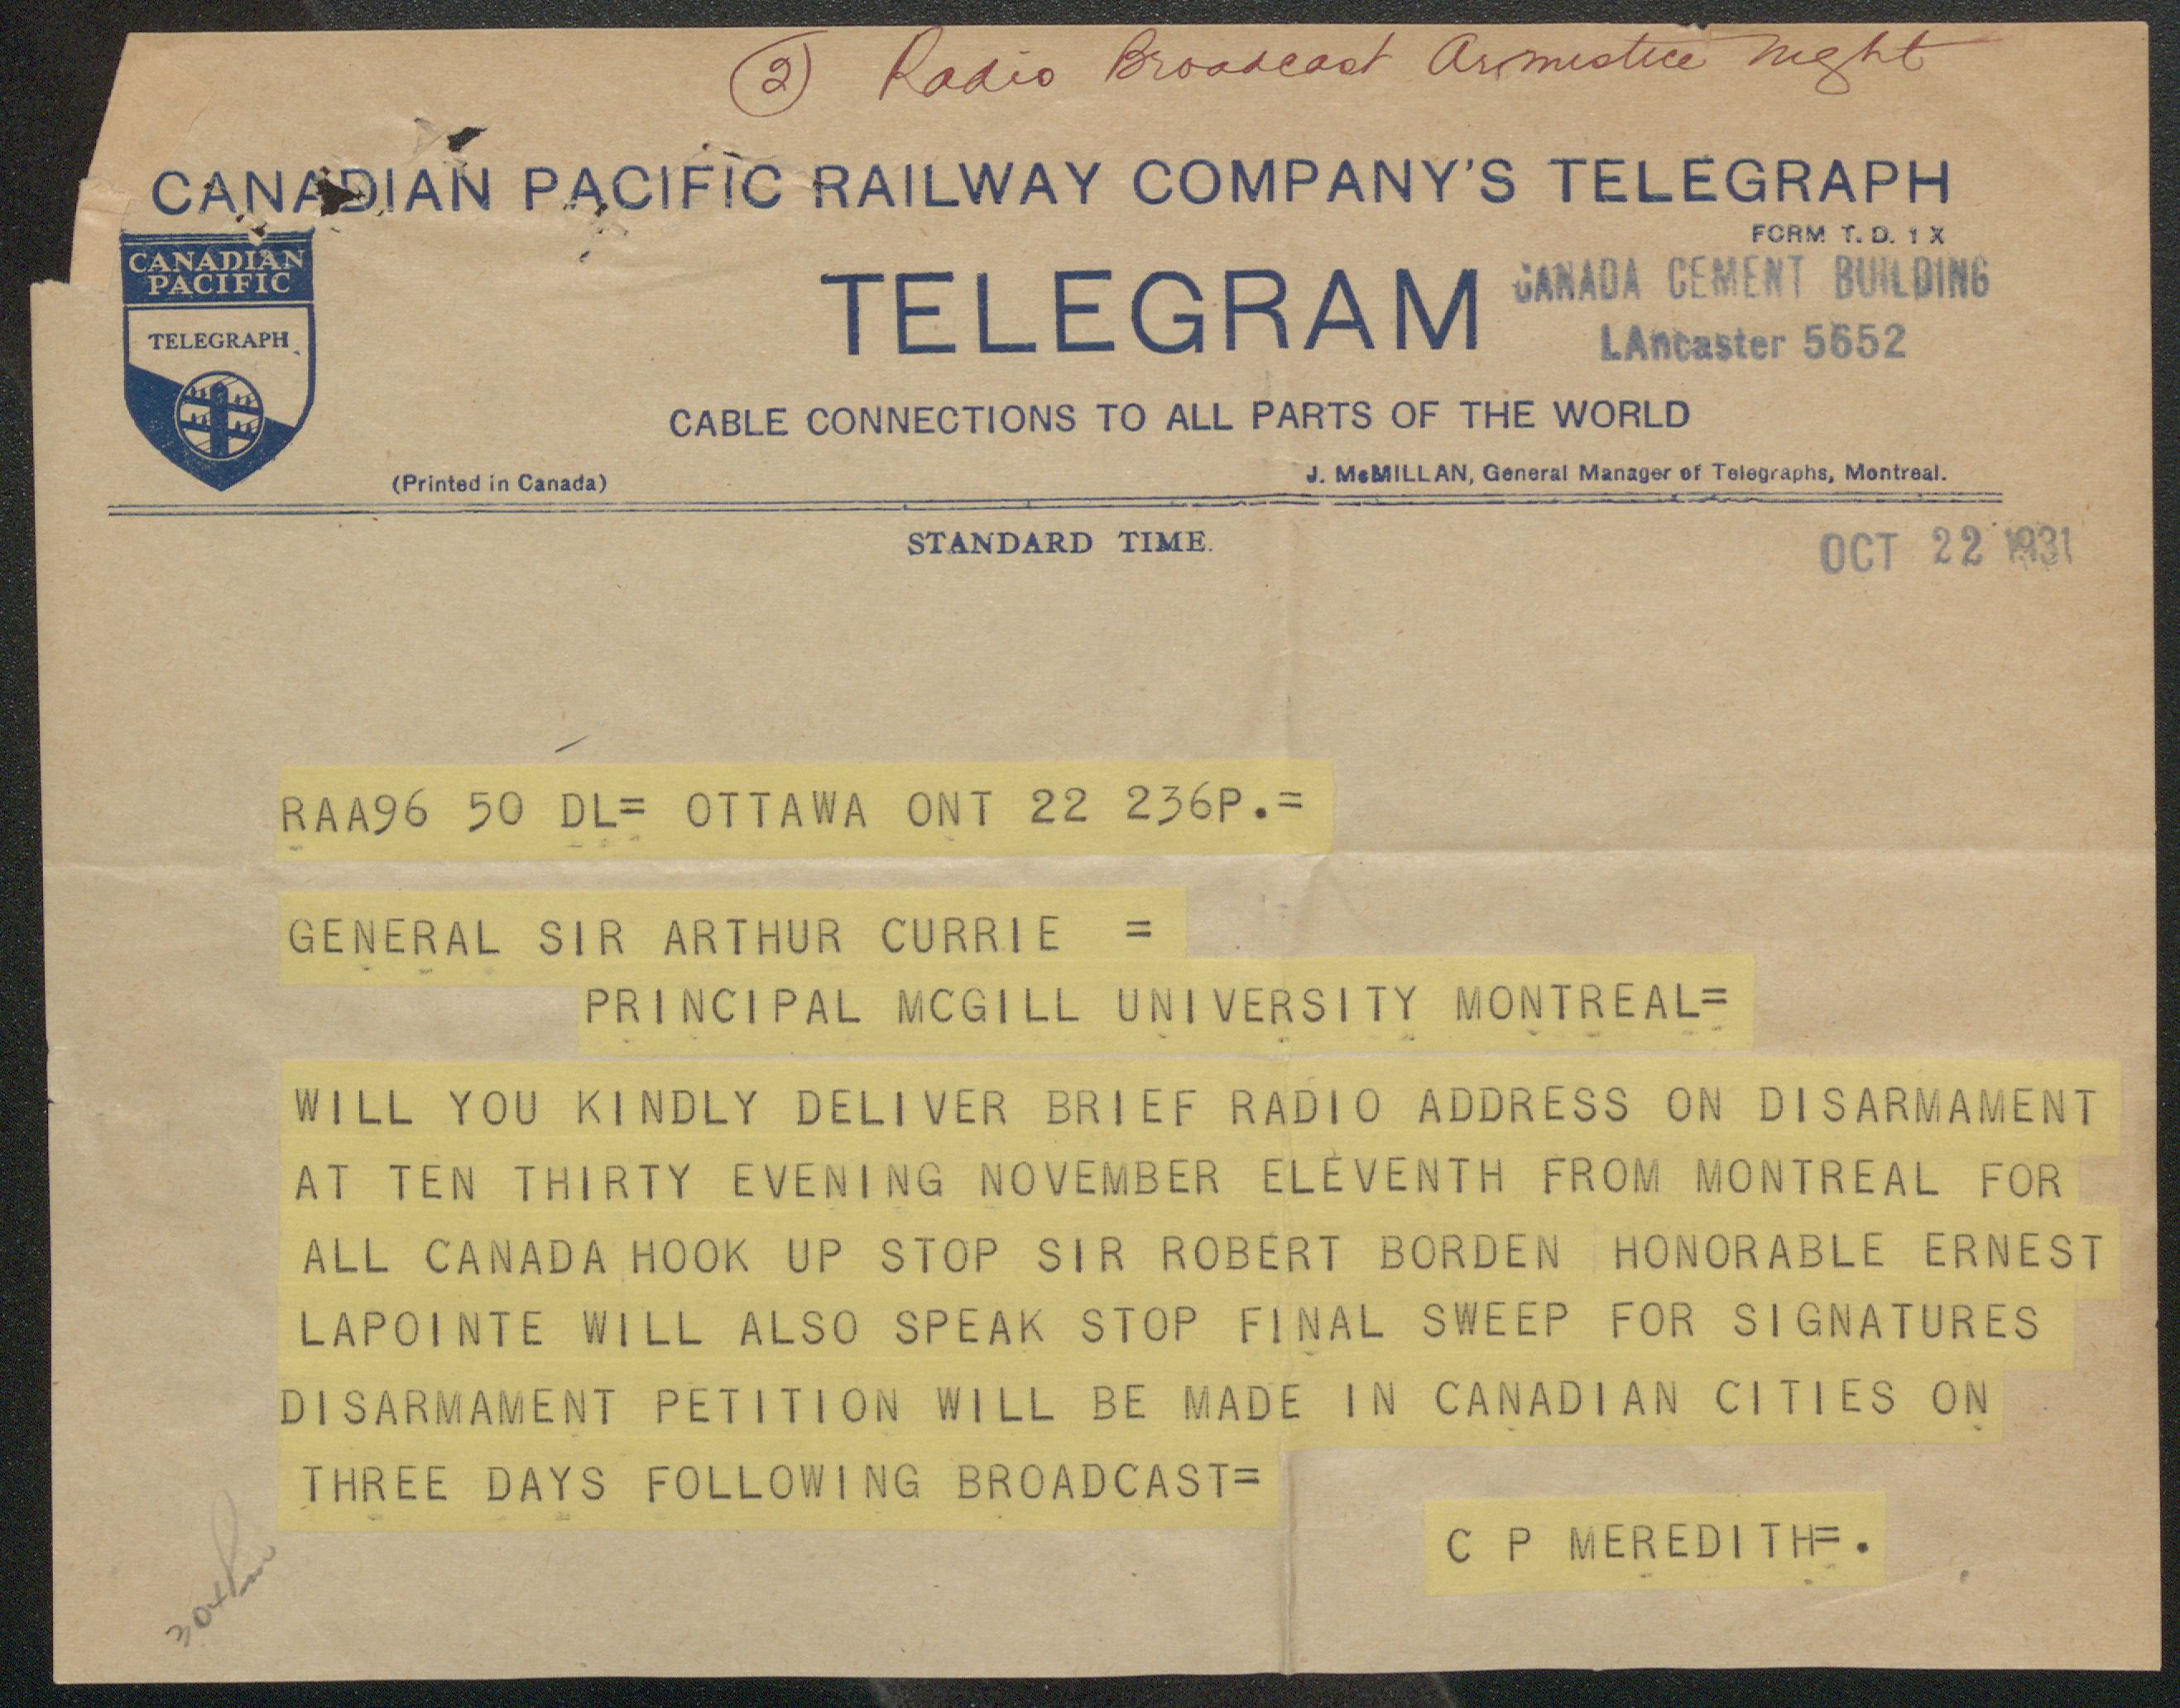 ② Radio Broadcast Armistice Night
CANADIAN PACIFIC RAILWAY COMPANY'S TELEGRAPH
FORM T. D. 1 X
CANADIAN
PACIFIC
TELEGRAPH
TELEGRAM
CANADA CEMENT BUILDING
LAncaster 5652
CABLE CONNECTIONS TO ALL PARTS OF THE WORLD
(Printed in Canada)
J. McMILLAN, General Manager of Telegraphs, Montreal.
STANDARD TIME.
OCT 22 1931
RAA96 50 DL= OTTAWA ONT 22 236P.=
GENERAL SIR ARTHUR CURRIE =
PRINCIPAL MCGILL UNIVERSITY MONTREAL=
WILL YOU KINDLY DELIVER BRIEF RADIO ADDRESS ON DISARMAMENT
AT TEN THIRTY EVENING NOVEMBER ELEVENTH FROM MONTREAL FOR
ALL CANADA HOOK UP STOP SIR ROBERT BORDEN HONORABLE ERNEST
LAPOINTE WILL ALSO SPEAK STOP FINAL SWEEP FOR SIGNATURES
DISARMAMENT PETITION WILL BE MADE IN CANADIAN CITIES ON
THREE DAYS FOLLOWING BROADCAST=
C P MEREDITH=.